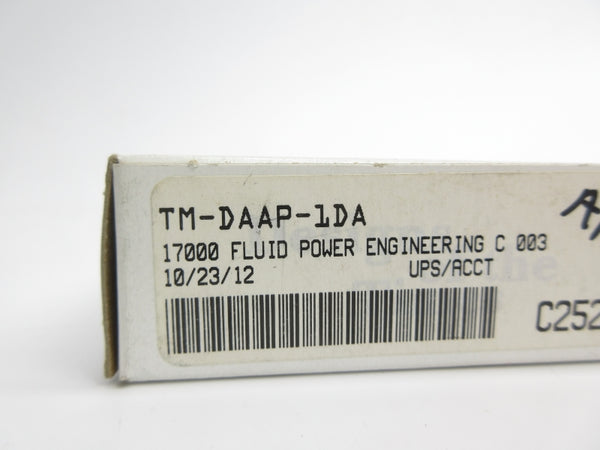 TM-DAAP-1DA
17000 FLUID POWER ENGINEERING C 003
10/23/12 UPS/ACCT
C252